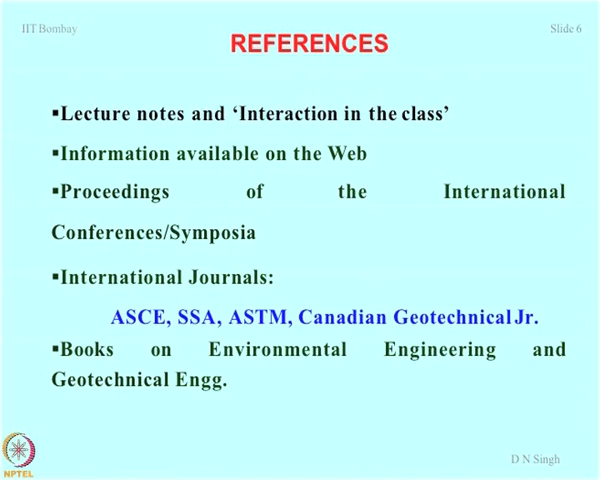 IIT Bombay
Slide 6
REFERENCES
▪Lecture notes and ‘Interaction in the class’
▪Information available on the Web
▪Proceedings of the International
Conferences/Symposia
▪International Journals:
ASCE, SSA, ASTM, Canadian Geotechnical Jr.
▪Books on Environmental Engineering and
Geotechnical Engg.
NPTEL
D N Singh